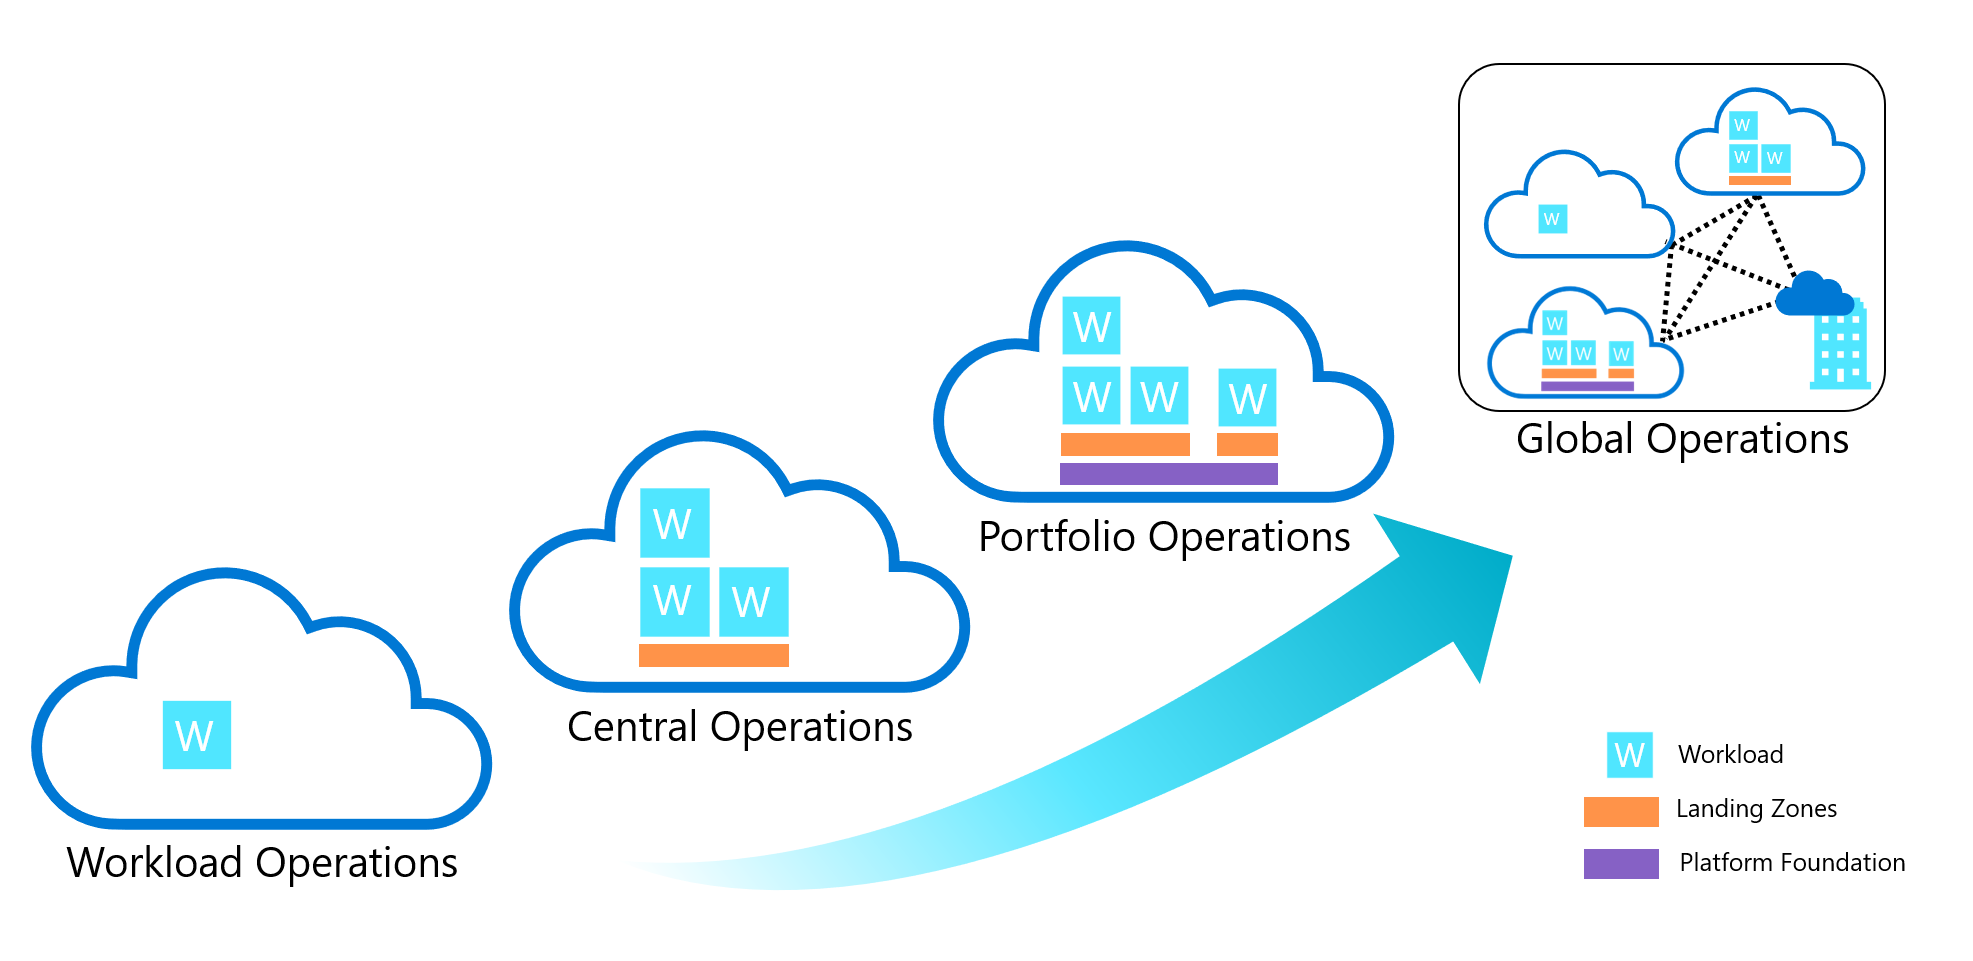 W
Workload Operations
W
W W
Central Operations
W
W W W
Portfolio Operations
W
W W
W
W
W W W
Global Operations
W Workload
Landing Zones
Platform Foundation